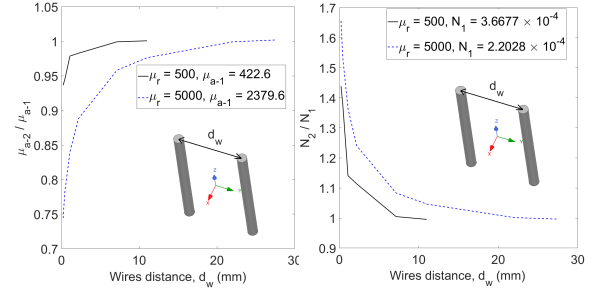 1.05
1
0.95
0.9
0.85
0.8
0.75
0.7
μa-2 / μa-1
μr = 500, μa-1 = 422.6
μr = 5000, μa-1 = 2379.6
dw
Z
Y
X
0 10 20 30
Wires distance, dw (mm)
1.7
1.6
1.5
1.4
1.3
1.2
1.1
1
0.9
N2 / N1
μr = 500, N1 = 3.6677 × 10-4
μr = 5000, N1 = 2.2028 × 10-4
dw
Z
Y
X
0 10 20 30
Wires distance, dw (mm)